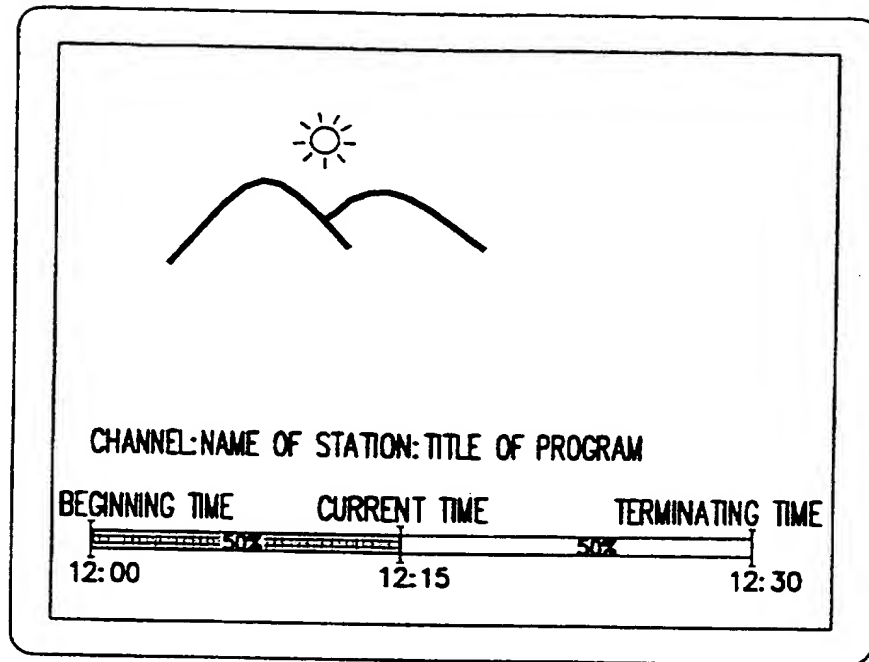 CHANNEL:NAME OF STATION:TITLE OF PROGRAM
BEGINNING TIME CURRENT TIME TERMINATING TIME
50% 50%
12:00 12:15 12:30